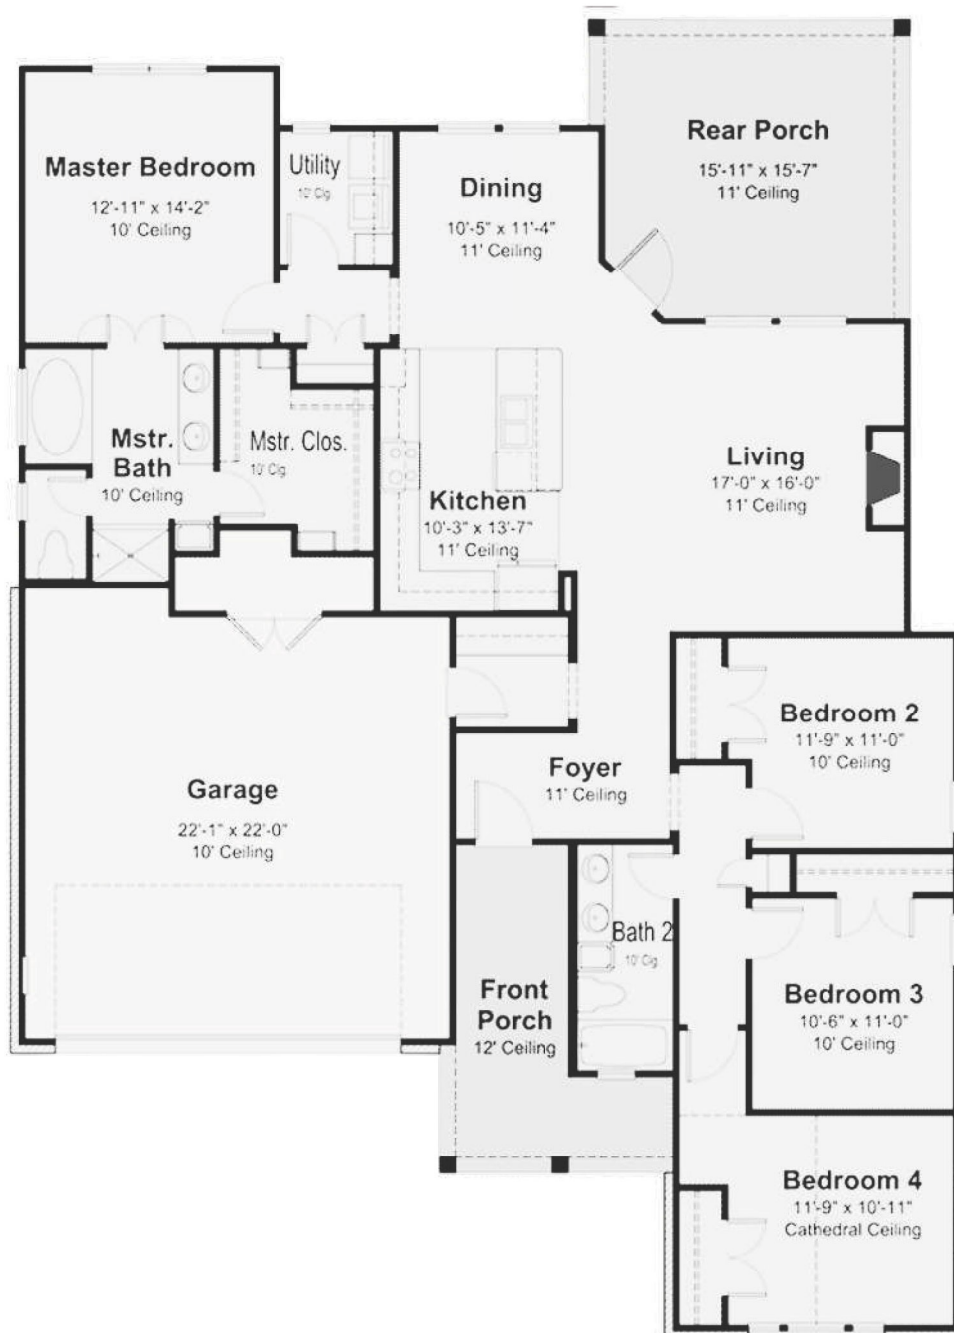 Rear Porch
15'-11" x 15'-7"
11' Ceiling
Master Bedroom
12'-11" x 14'-2"
10' Ceiling
Utility
10' Clg
Dining
10'-5" x 11'-4"
11' Ceiling
Mstr.
Bath
10' Ceiling
Mstr. Clos.
10' Clg
Kitchen
10'-3" x 13'-7"
11' Ceiling
Living
17'-0" x 16'-0"
11' Ceiling
Bedroom 2
11'-9" x 11'-0"
10' Ceiling
Foyer
11' Ceiling
Garage
22'-1" x 22'-0"
10' Ceiling
Bath 2
10' Clg
Front
Porch
12' Ceiling
Bedroom 3
10'-6" x 11'-0"
10' Ceiling
Bedroom 4
11'-9" x 10'-11"
Cathedral Ceiling